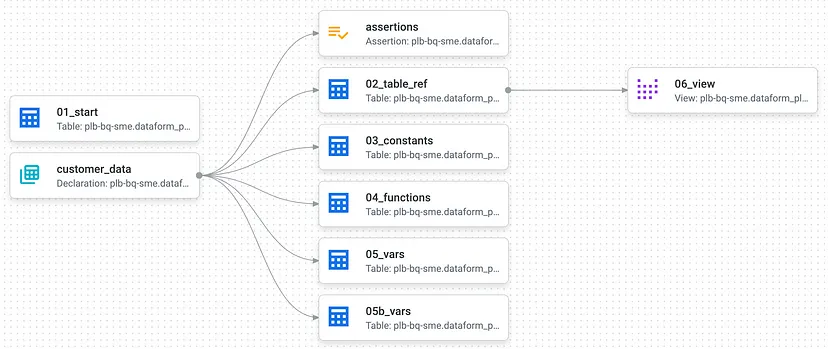 01_start
Table: plb-bq-sme.dataform_p...
customer_data
Declaration: plb-bq-sme.dataf...
assertions
Assertion: plb-bq-sme.datafor...
02_table_ref
Table: plb-bq-sme.dataform_p...
03_constants
Table: plb-bq-sme.dataform_p...
04_functions
Table: plb-bq-sme.dataform_p...
05_vars
Table: plb-bq-sme.dataform_p...
05b_vars
Table: plb-bq-sme.dataform_p...
06_view
View: plb-bq-sme.dataform_pl...